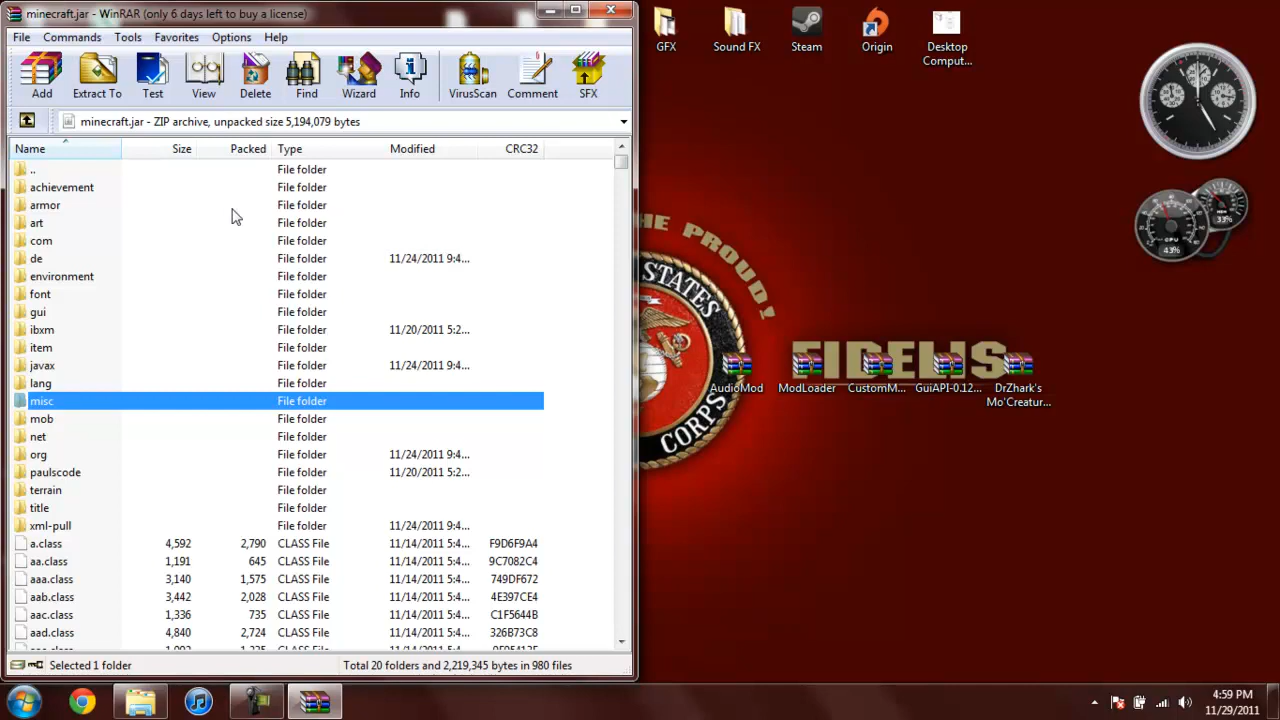 minecraft.jar - WinRAR (only 6 days left to buy a license)
File Commands Tools Favorites Options Help
Add Extract To Test View Delete Find Wizard Info VirusScan Comment SFX
minecraft.jar - ZIP archive, unpacked size 5,194,079 bytes
Name Size Packed Type Modified CRC32
.. File folder
achievement File folder
armor File folder
art File folder
com File folder
de File folder 11/24/2011 9:4...
environment File folder
font File folder
gui File folder
ibxm File folder 11/20/2011 5:2...
item File folder
javax File folder 11/24/2011 9:4...
lang File folder
misc File folder
mob File folder
net File folder
org File folder 11/24/2011 9:4...
paulscode File folder 11/20/2011 5:2...
terrain File folder
title File folder
xml-pull File folder 11/24/2011 9:4...
a.class 4,592 2,790 CLASS File 11/14/2011 5:4... F9D6F9A4
aa.class 1,191 645 CLASS File 11/14/2011 5:4... 9C7082C4
aaa.class 3,140 1,575 CLASS File 11/14/2011 5:4... 749DF672
aab.class 3,442 2,028 CLASS File 11/14/2011 5:4... 4E397CE4
aac.class 1,336 735 CLASS File 11/14/2011 5:4... C1F5644B
aad.class 4,840 2,724 CLASS File 11/14/2011 5:4... 326B73C8
Selected 1 folder Total 20 folders and 2,219,345 bytes in 980 files
GFX
Sound FX
Steam
Origin
Desktop
Comput...
HE PROUD!
STATES
CORPS
FIDELIS
AudioMod
ModLoader
CustomM...
GuiAPI-0.12...
DrZhark's
Mo'Creatur...
33%
CPU
43%
4:59 PM
11/29/2011